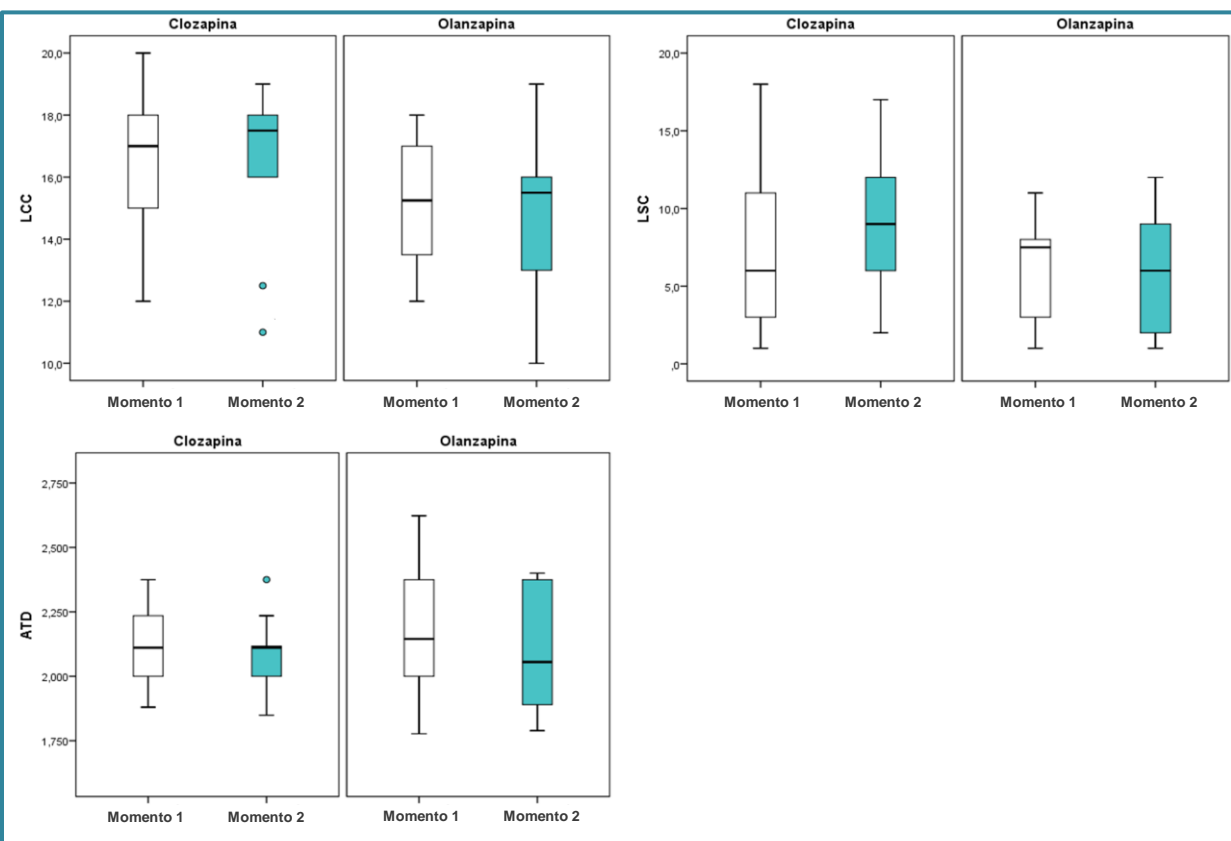 Clozapina Olanzapina
LCC
20,0
18,0
16,0
14,0
12,0
10,0
Momento 1 Momento 2 Momento 1 Momento 2
Clozapina Olanzapina
LSC
20,0
15,0
10,0
5,0
,0
Momento 1 Momento 2 Momento 1 Momento 2
Clozapina Olanzapina
ATD
2,750
2,500
2,250
2,000
1,750
Momento 1 Momento 2 Momento 1 Momento 2